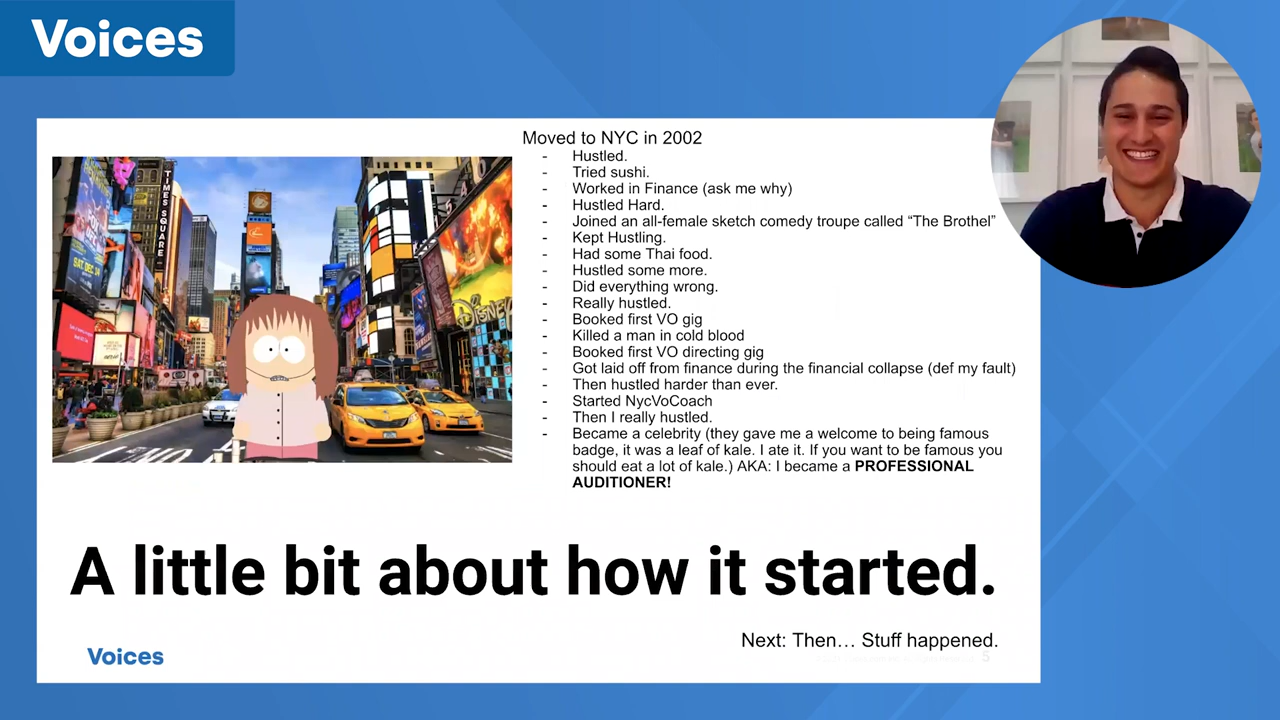 Voices
Moved to NYC in 2002
- Hustled.
- Tried sushi.
- Worked in Finance (ask me why)
- Hustled Hard.
- Joined an all-female sketch comedy troupe called “The Brothel”
- Kept Hustling.
- Had some Thai food.
- Hustled some more.
- Did everything wrong.
- Really hustled.
- Booked first VO gig
- Killed a man in cold blood
- Booked first VO directing gig
- Got laid off from finance during the financial collapse (def my fault)
- Then hustled harder than ever.
- Started NycVoCoach
- Then I really hustled.
- Became a celebrity (they gave me a welcome to being famous
badge, it was a leaf of kale. I ate it. If you want to be famous you
should eat a lot of kale.) AKA: I became a PROFESSIONAL
AUDITIONER!
TIMES SQUARE
SAT. DEC
DISNEY
A little bit about how it started.
Next: Then… Stuff happened.
Voices
5